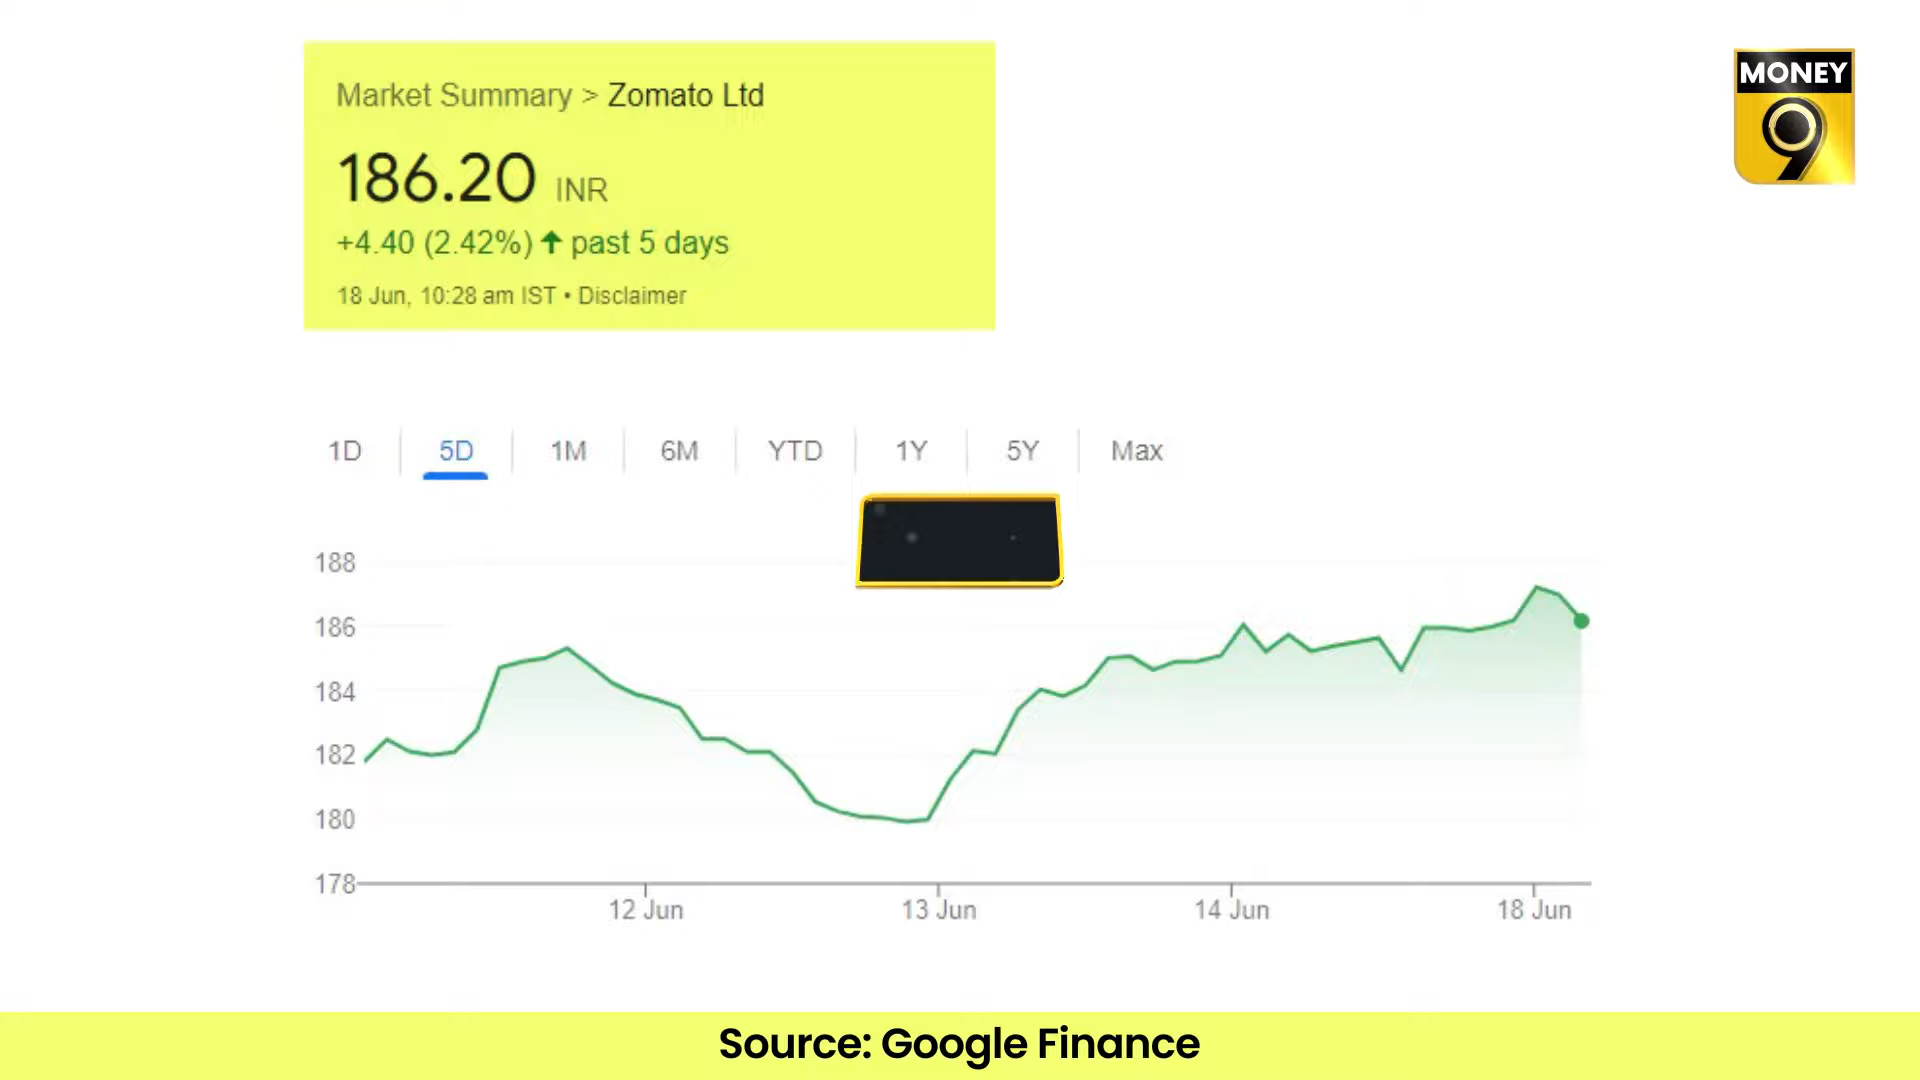 MONEY
9
Market Summary > Zomato Ltd
186.20 INR
+4.40 (2.42%) ↑ past 5 days
18 Jun, 10:28 am IST • Disclaimer
1D 5D 1M 6M YTD 1Y 5Y Max
188
186
184
182
180
178
12 Jun 13 Jun 14 Jun 18 Jun
Source: Google Finance